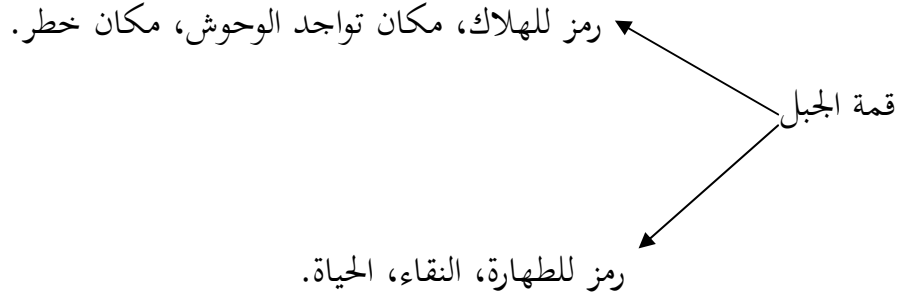 رمز للهلاك، مكان تواجد الوحوش، مكان خطر.
قمة الجبل
رمز للطهارة، النقاء، الحياة.